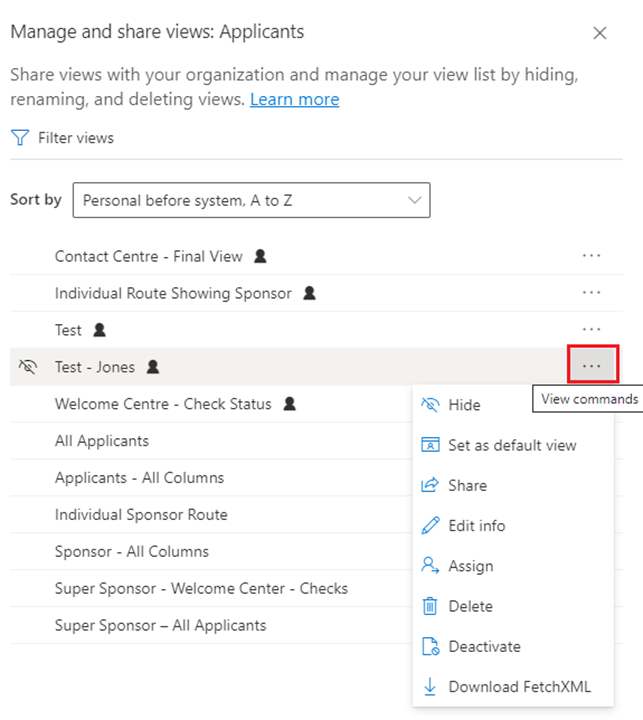 Manage and share views: Applicants
Share views with your organization and manage your view list by hiding,
renaming, and deleting views. Learn more
Filter views
Sort by Personal before system, A to Z
Contact Centre - Final View
Individual Route Showing Sponsor
Test
Test - Jones
View commands
Welcome Centre - Check Status
All Applicants
Applicants - All Columns
Individual Sponsor Route
Sponsor - All Columns
Super Sponsor - Welcome Center - Checks
Super Sponsor – All Applicants
Hide
Set as default view
Share
Edit info
Assign
Delete
Deactivate
Download FetchXML